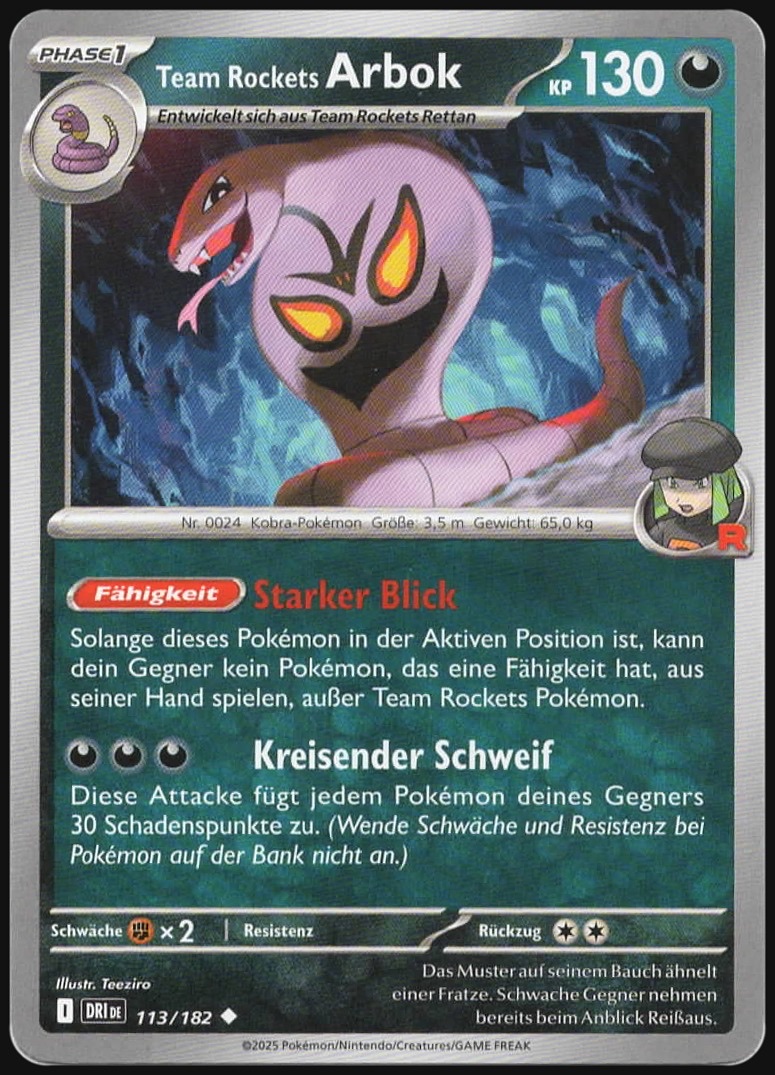 PHASE 1
Team Rockets Arbok
KP 130
Entwickelt sich aus Team Rockets Rettan
Nr. 0024 Kobra-Pokémon Größe: 3,5 m Gewicht: 65,0 kg
R
Fähigkeit Starker Blick
Solange dieses Pokémon in der Aktiven Position ist, kann
dein Gegner kein Pokémon, das eine Fähigkeit hat, aus
seiner Hand spielen, außer Team Rockets Pokémon.
Kreisender Schweif
Diese Attacke fügt jedem Pokémon deines Gegners
30 Schadenspunkte zu. (Wende Schwäche und Resistenz bei
Pokémon auf der Bank nicht an.)
Schwäche ×2 Resistenz Rückzug
Illustr. Teeziro
I DRI DE 113/182
Das Muster auf seinem Bauch ähnelt
einer Fratze. Schwache Gegner nehmen
bereits beim Anblick Reißaus.
©2025 Pokémon/Nintendo/Creatures/GAME FREAK